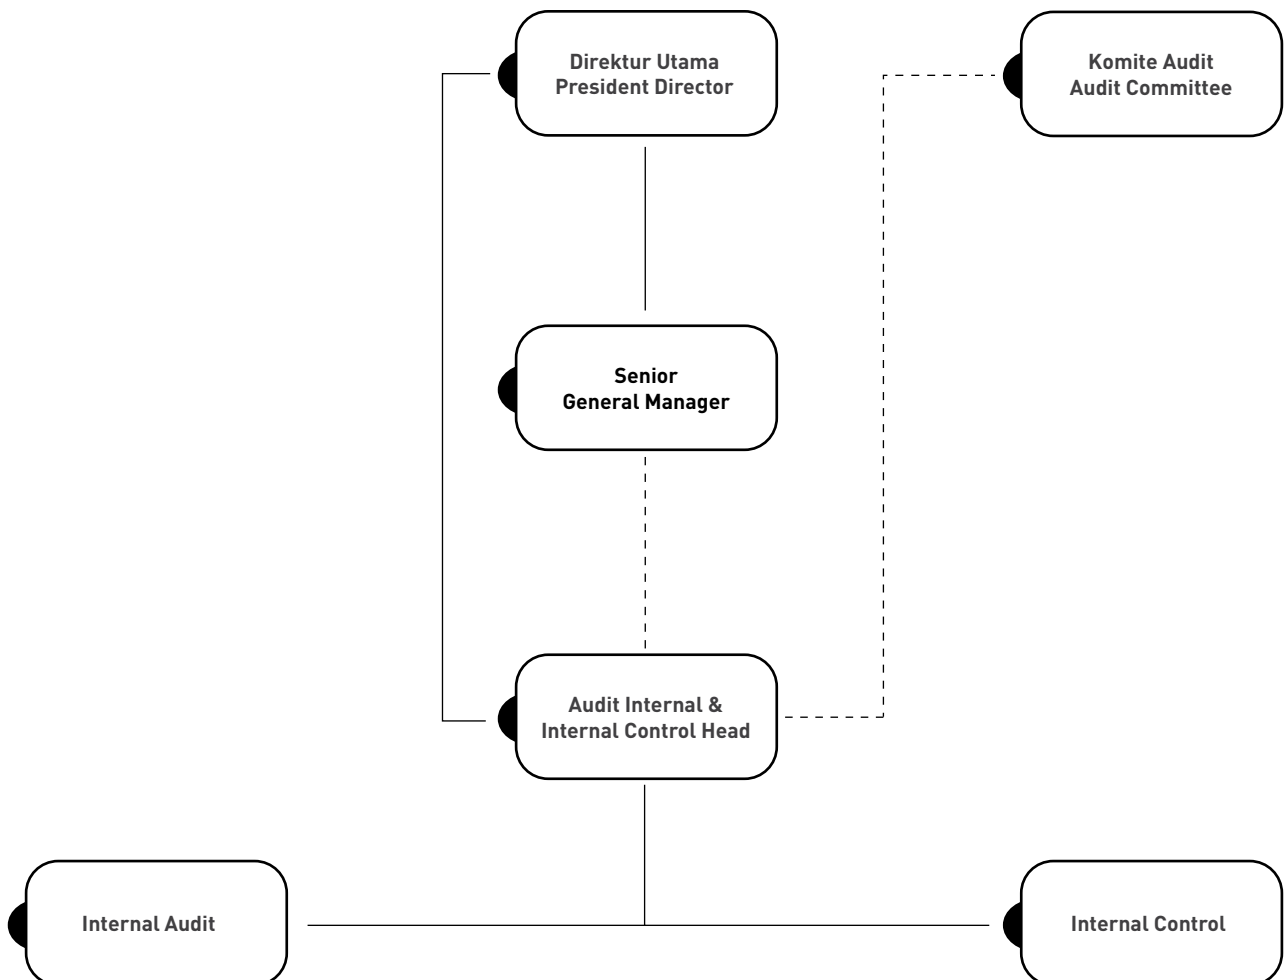 Direktur Utama
President Director
Komite Audit
Audit Committee
Senior
General Manager
Audit Internal &
Internal Control Head
Internal Audit
Internal Control